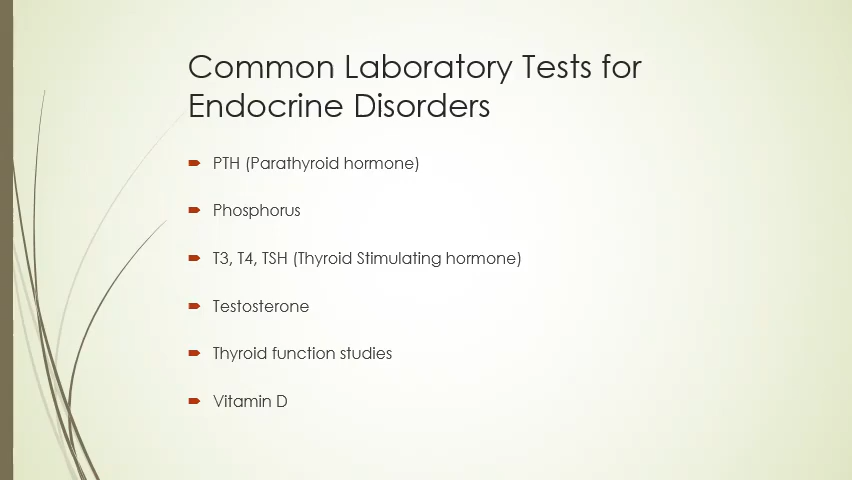 Common Laboratory Tests for
Endocrine Disorders
PTH (Parathyroid hormone)
Phosphorus
T3, T4, TSH (Thyroid Stimulating hormone)
Testosterone
Thyroid function studies
Vitamin D